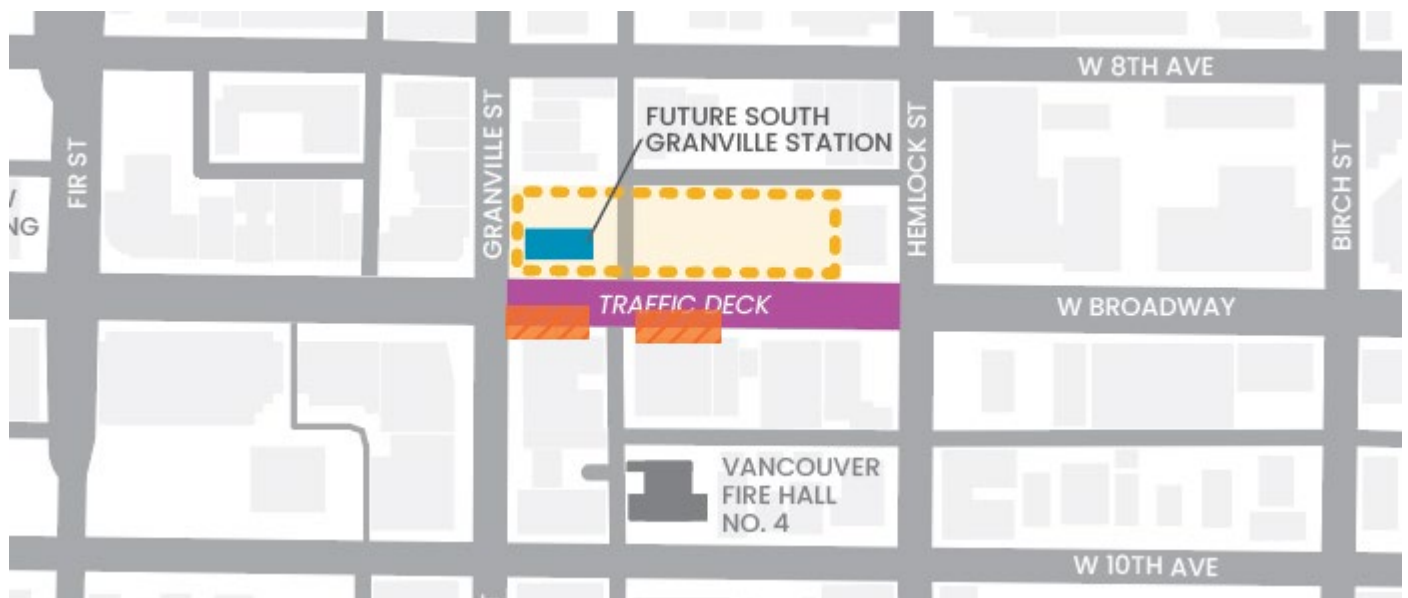 W 8TH AVE
FUTURE SOUTH
GRANVILLE STATION
FIR ST
GRANVILLE ST
HEMLOCK ST
BIRCH ST
NG
TRAFFIC DECK
W BROADWAY
VANCOUVER
FIRE HALL
NO. 4
W 10TH AVE